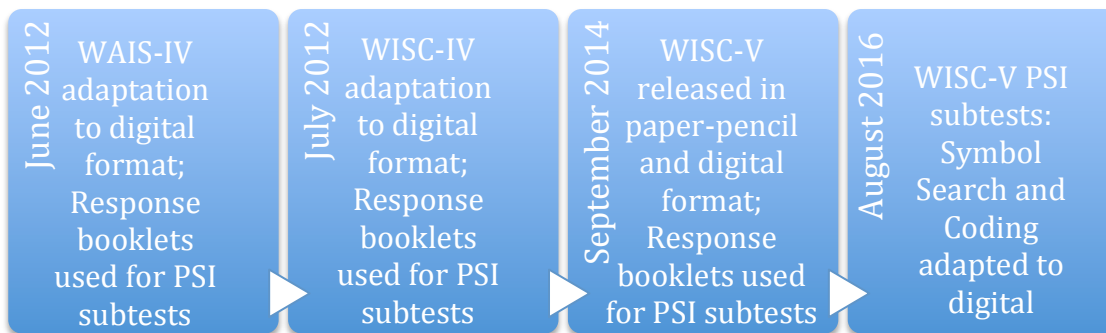 June 2012
WAIS-IV
adaptation
to digital
format;
Response
booklets
used for PSI
subtests
July 2012
WISC-IV
adaptation
to digital
format;
Response
booklets
used for PSI
subtests
September 2014
WISC-V
released in
paper-pencil
and digital
format;
Response
booklets used
for PSI subtests
August 2016
WISC-V PSI
subtests:
Symbol
Search and
Coding
adapted to
digital